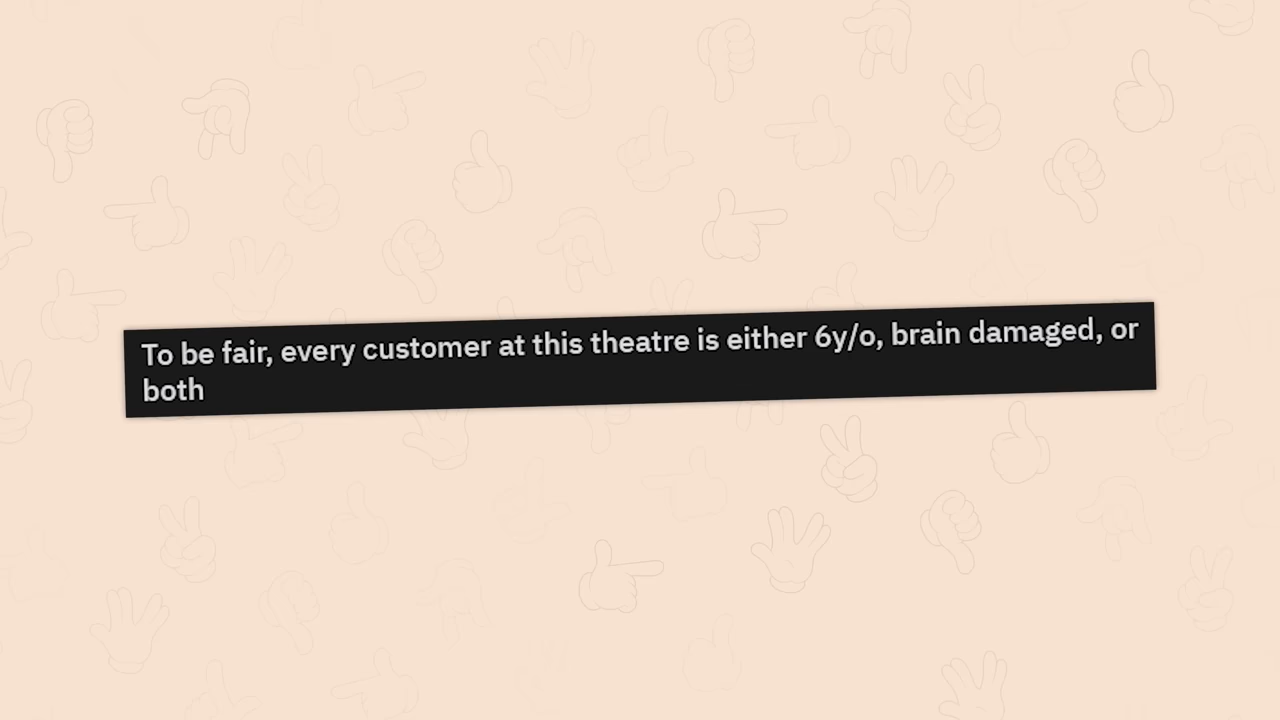 To be fair, every customer at this theatre is either 6y/o, brain damaged, or
both